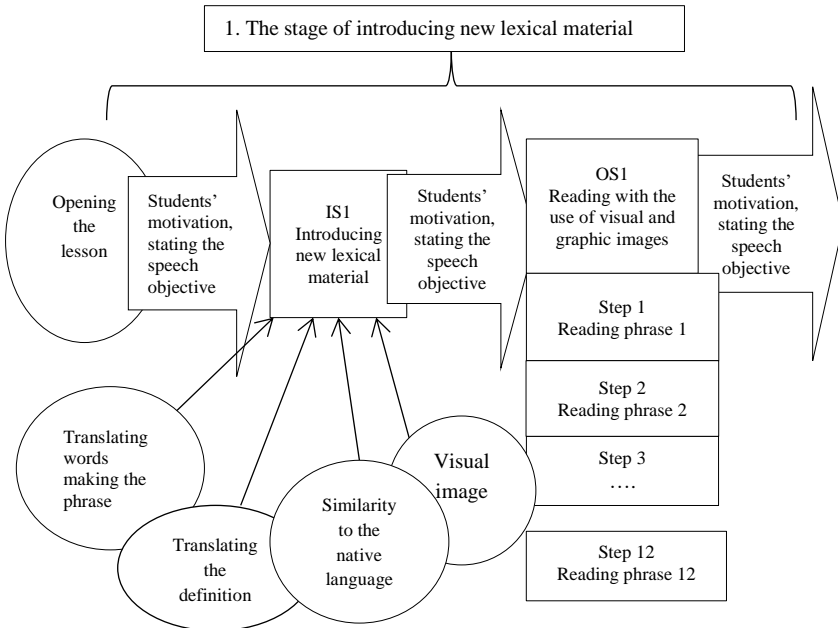 1. The stage of introducing new lexical material
Opening
the
lesson
Students’
motivation,
stating the
speech
objective
IS1
Introducing
new lexical
material
Students’
motivation,
stating the
speech
objective
OS1
Reading with the
use of visual and
graphic images
Students’
motivation,
stating the
speech
objective
Step 1
Reading phrase 1
Step 2
Reading phrase 2
Step 3
….
Step 12
Reading phrase 12
Translating
words
making the
phrase
Translating
the
definition
Similarity
to the
native
language
Visual
image